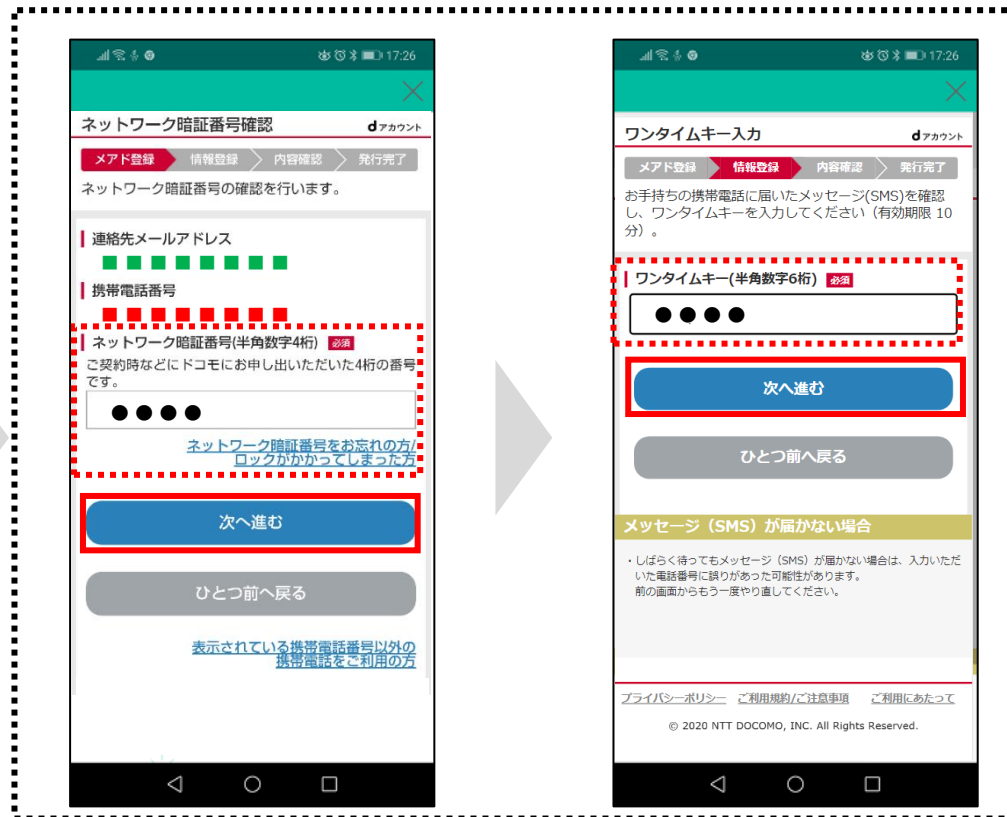 17:26
ネットワーク暗証番号確認
dアカウント
メアド登録
情報登録
内容確認
発行完了
ネットワーク暗証番号の確認を行います。
連絡先メールアドレス
携帯電話番号
ネットワーク暗証番号(半角数字4桁) 必須
ご契約時などにドコモにお申し出いただいた4桁の番号
です。
ネットワーク暗証番号をお忘れの方/
ロックがかかってしまった方
次へ進む
ひとつ前へ戻る
表示されている携帯電話番号以外の
携帯電話をご利用の方
17:26
ワンタイムキー入力
dアカウント
メアド登録
情報登録
内容確認
発行完了
お手持ちの携帯電話に届いたメッセージ(SMS)を確認
し、ワンタイムキーを入力してください（有効期限 10
分）。
ワンタイムキー(半角数字6桁) 必須
次へ進む
ひとつ前へ戻る
メッセージ（SMS）が届かない場合
・しばらく待ってもメッセージ（SMS）が届かない場合は、入力いただ
いた電話番号に誤りがあった可能性があります。
前の画面からもう一度やり直してください。
プライバシーポリシー ご利用規約/ご注意事項 ご利用にあたって
© 2020 NTT DOCOMO, INC. All Rights Reserved.